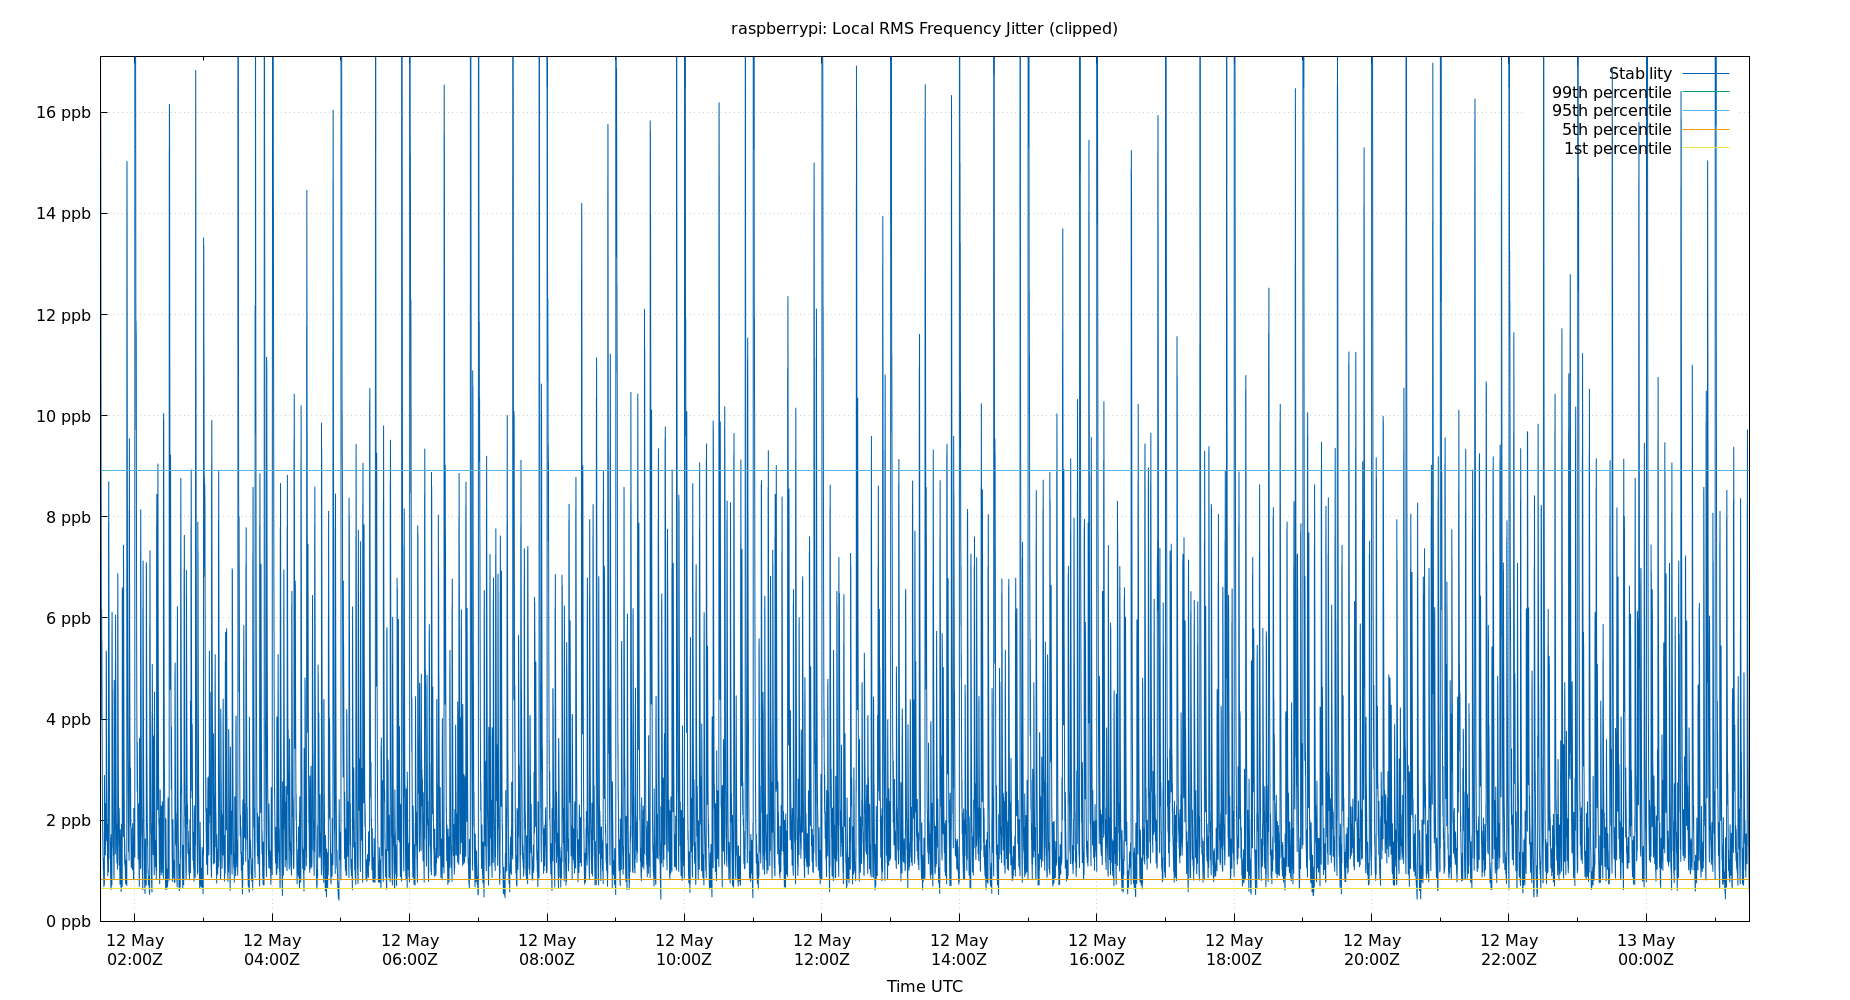 raspberrypi: Local RMS Frequency Jitter (clipped)
Stability
99th percentile
95th percentile
5th percentile
1st percentile
16 ppb
14 ppb
12 ppb
10 ppb
8 ppb
6 ppb
4 ppb
2 ppb
0 ppb
12 May 12 May 12 May 12 May 12 May 12 May 12 May 12 May 12 May 12 May 12 May 13 May
02:00Z 04:00Z 06:00Z 08:00Z 10:00Z 12:00Z 14:00Z 16:00Z 18:00Z 20:00Z 22:00Z 00:00Z
Time UTC